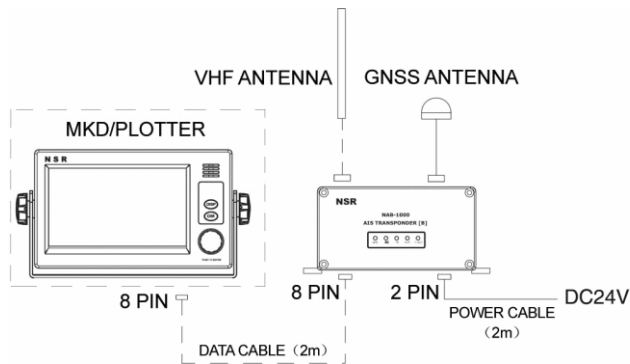 VHF ANTENNA
GNSS ANTENNA
MKD/PLOTTER
NSR
NSR
NAB-1000
AIS TRANSPONDER [B]
8 PIN
8 PIN
2 PIN
DC24V
POWER CABLE
（2m）
DATA CABLE（2m）